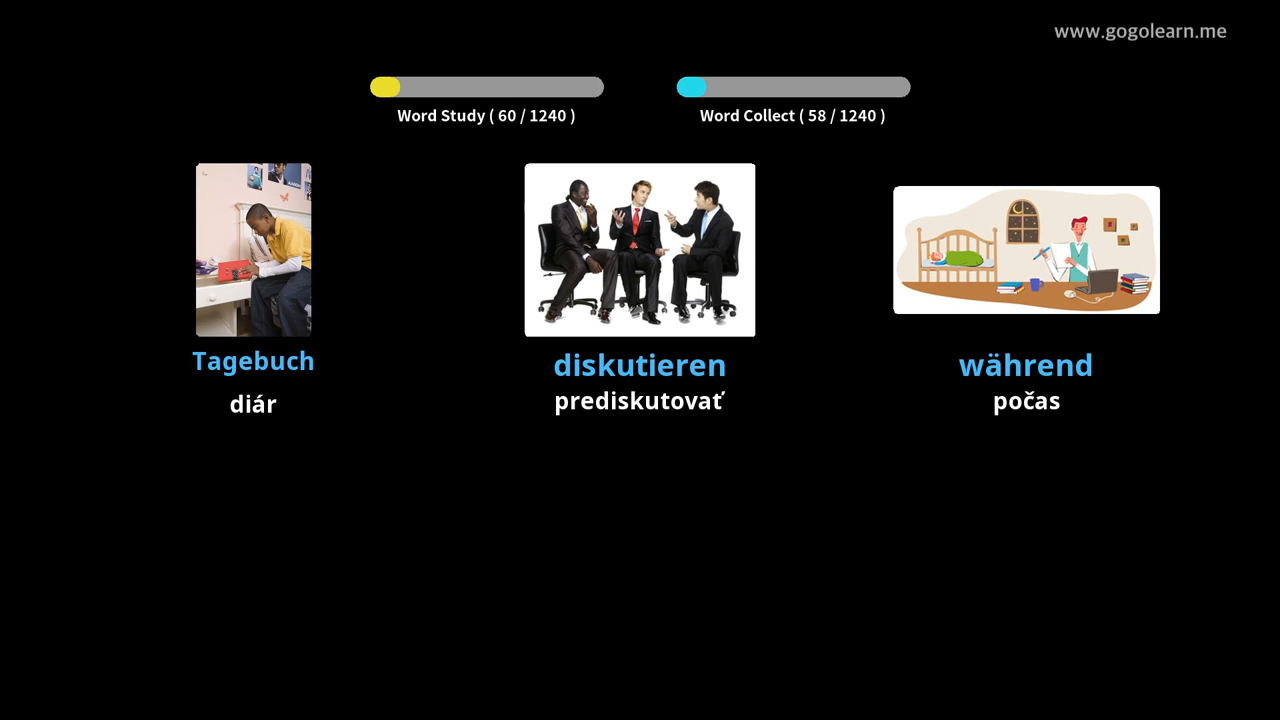 www.gogolearn.me
Word Study ( 60 / 1240 )
Word Collect ( 58 / 1240 )
Tagebuch
diár
diskutieren
prediskutovať
während
počas